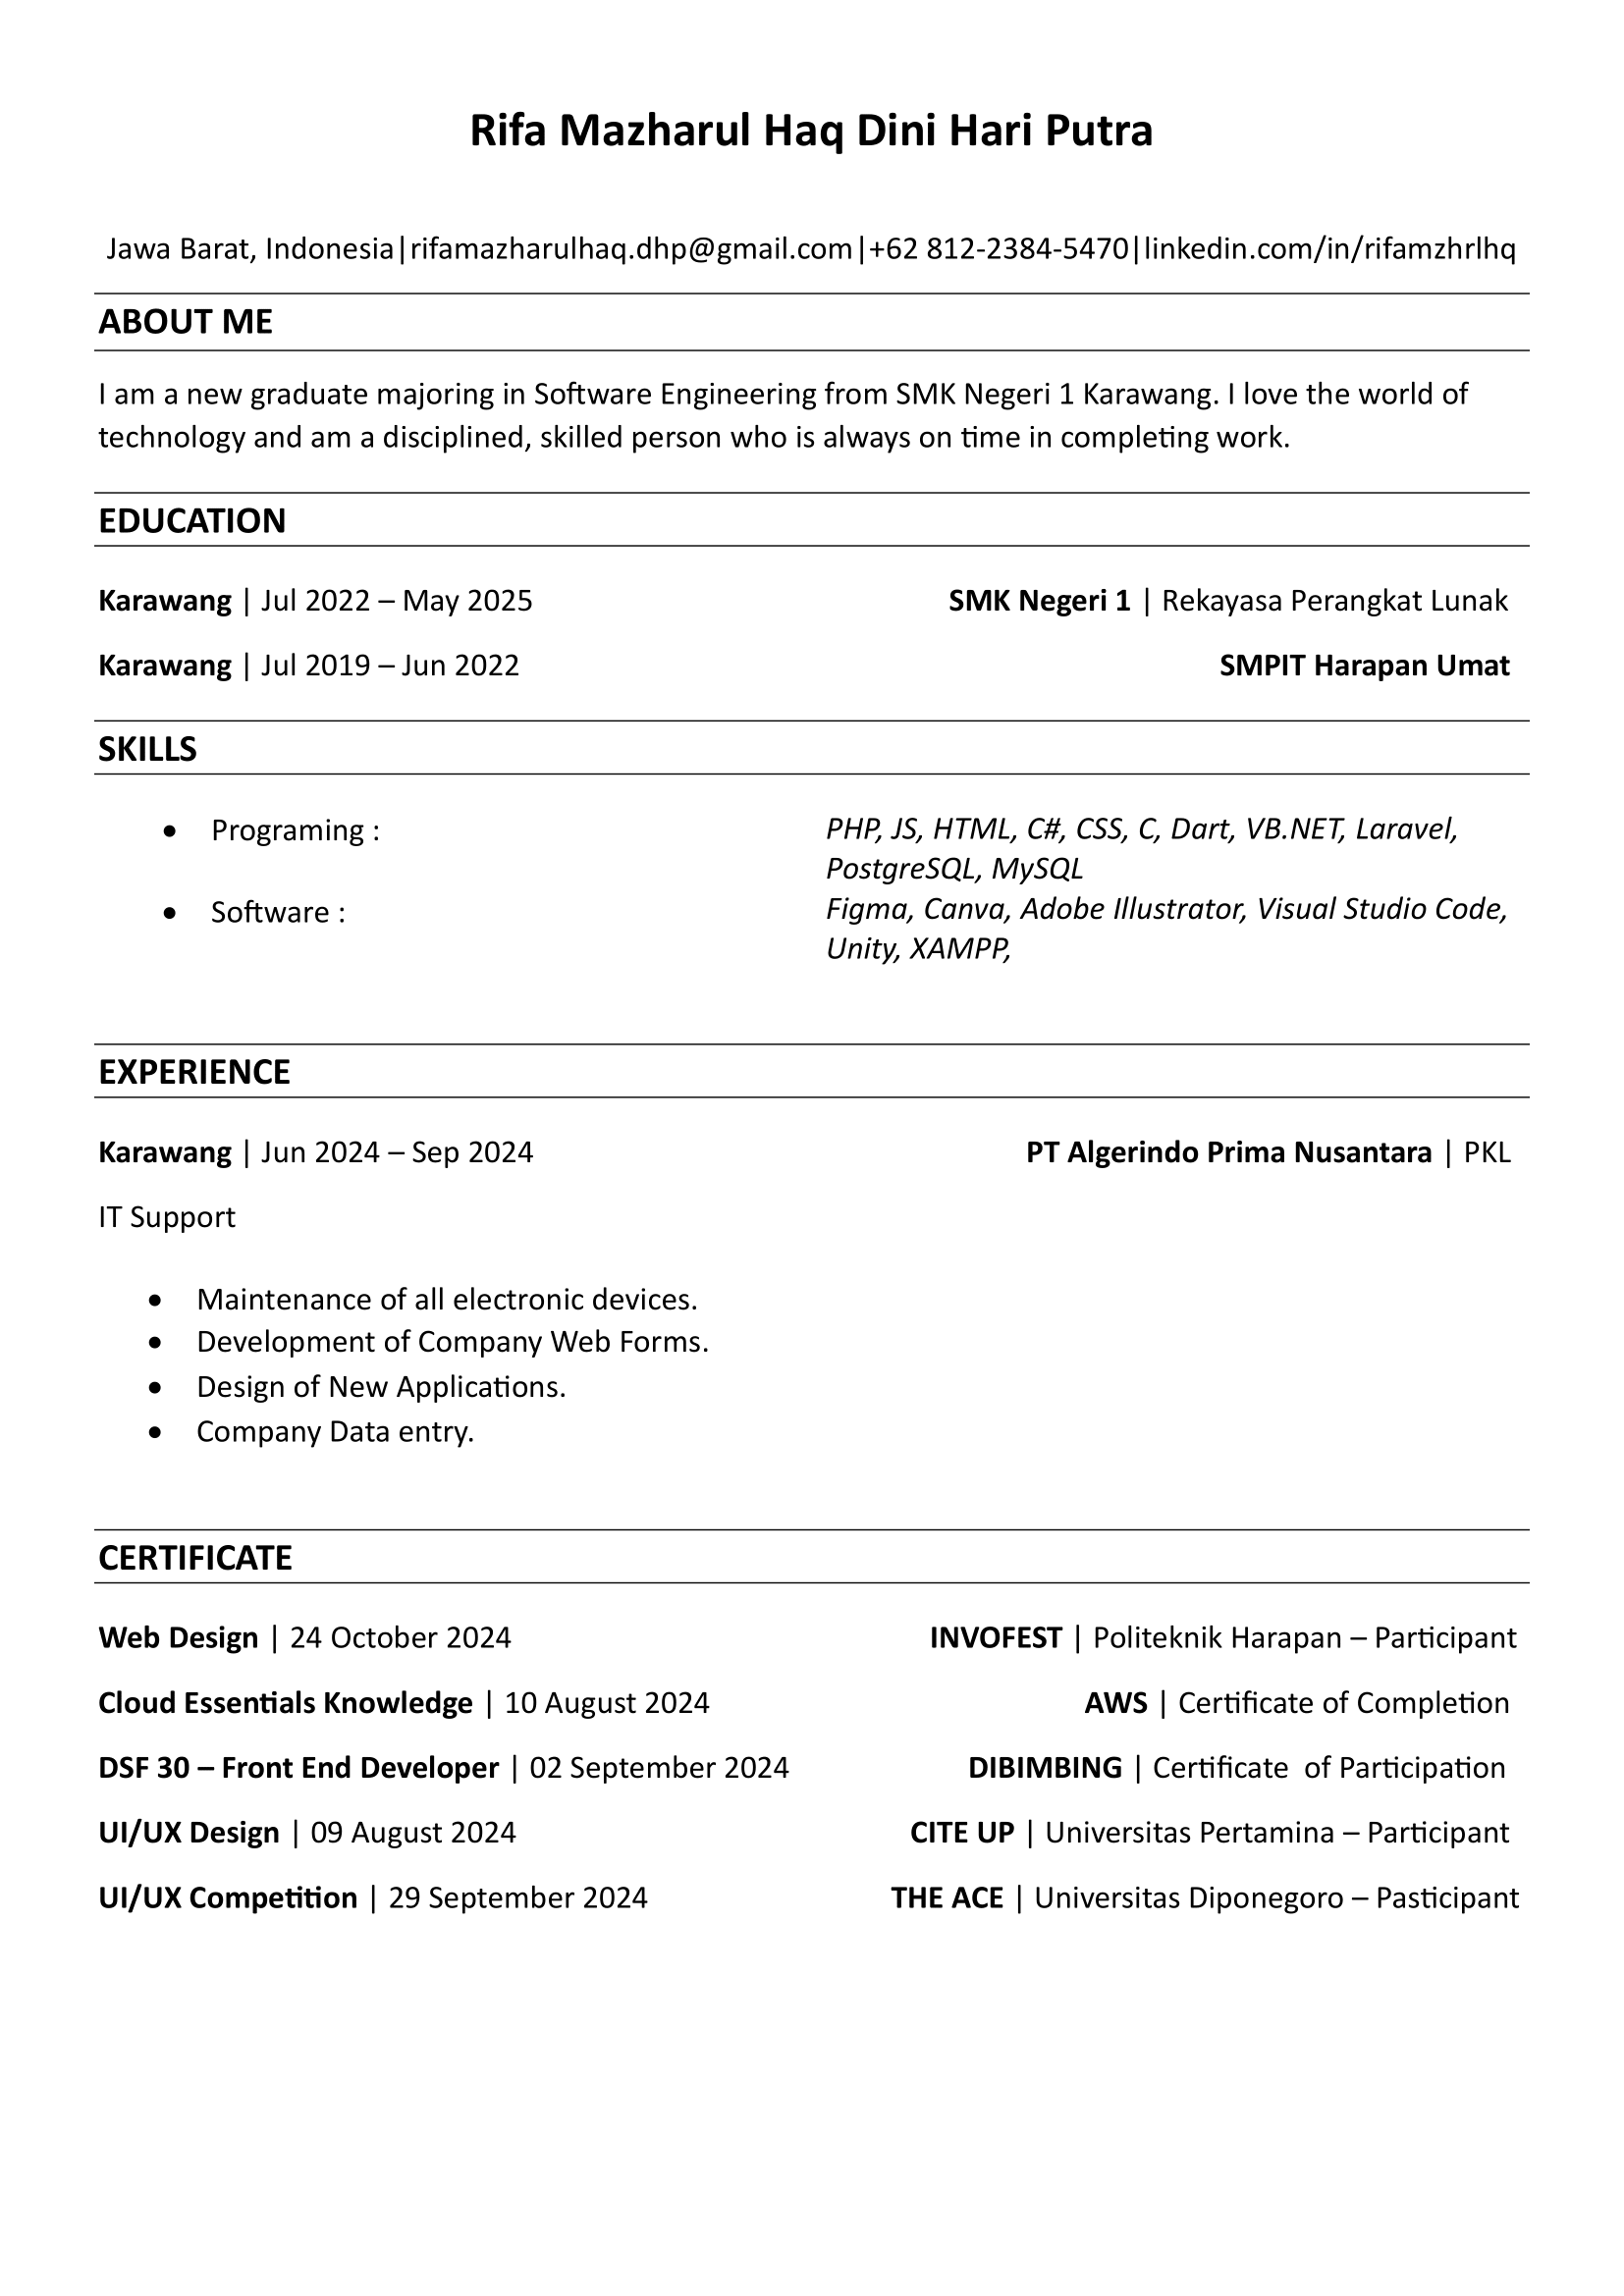 Rifa Mazharul Haq Dini Hari Putra
Jawa Barat, Indonesia|rifamazharulhaq.dhp@gmail.com|+62 812-2384-5470|linkedin.com/in/rifamzhrlhq
ABOUT ME
I am a new graduate majoring in Software Engineering from SMK Negeri 1 Karawang. I love the world of
technology and am a disciplined, skilled person who is always on time in completing work.
EDUCATION
Karawang | Jul 2022 – May 2025 SMK Negeri 1 | Rekayasa Perangkat Lunak
Karawang | Jul 2019 – Jun 2022 SMPIT Harapan Umat
SKILLS
• Programing : PHP, JS, HTML, C#, CSS, C, Dart, VB.NET, Laravel,
PostgreSQL, MySQL
• Software : Figma, Canva, Adobe Illustrator, Visual Studio Code,
Unity, XAMPP,
EXPERIENCE
Karawang | Jun 2024 – Sep 2024 PT Algerindo Prima Nusantara | PKL
IT Support
• Maintenance of all electronic devices.
• Development of Company Web Forms.
• Design of New Applications.
• Company Data entry.
CERTIFICATE
Web Design | 24 October 2024 INVOFEST | Politeknik Harapan – Participant
Cloud Essentials Knowledge | 10 August 2024 AWS | Certificate of Completion
DSF 30 – Front End Developer | 02 September 2024 DIBIMBING | Certificate  of Participation
UI/UX Design | 09 August 2024 CITE UP | Universitas Pertamina – Participant
UI/UX Competition | 29 September 2024 THE ACE | Universitas Diponegoro – Pasticipant